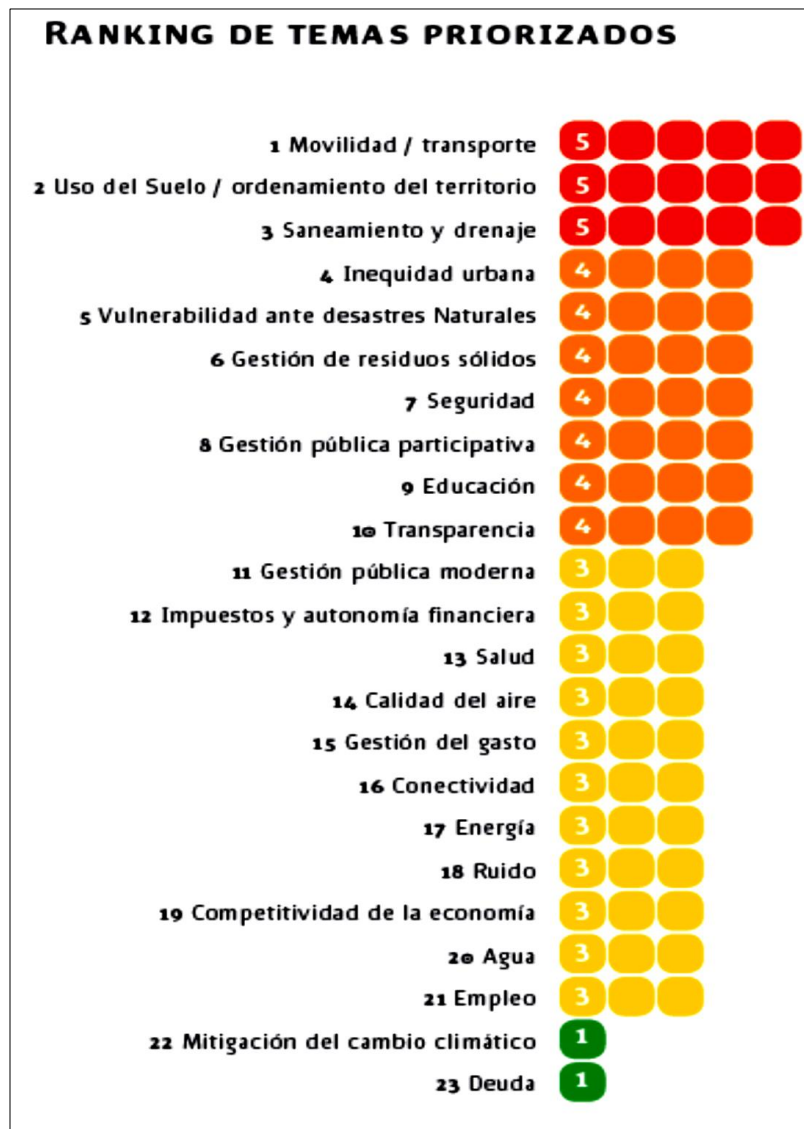 RANKING DE TEMAS PRIORIZADOS
1 Movilidad / transporte 5
2 Uso del Suelo / ordenamiento del territorio 5
3 Saneamiento y drenaje 5
4 Inequidad urbana 4
5 Vulnerabilidad ante desastres Naturales 4
6 Gestión de residuos sólidos 4
7 Seguridad 4
8 Gestión pública participativa 4
9 Educación 4
10 Transparencia 4
11 Gestión pública moderna 3
12 Impuestos y autonomía financiera 3
13 Salud 3
14 Calidad del aire 3
15 Gestión del gasto 3
16 Conectividad 3
17 Energía 3
18 Ruido 3
19 Competitividad de la economía 3
20 Agua 3
21 Empleo 3
22 Mitigación del cambio climático 1
23 Deuda 1